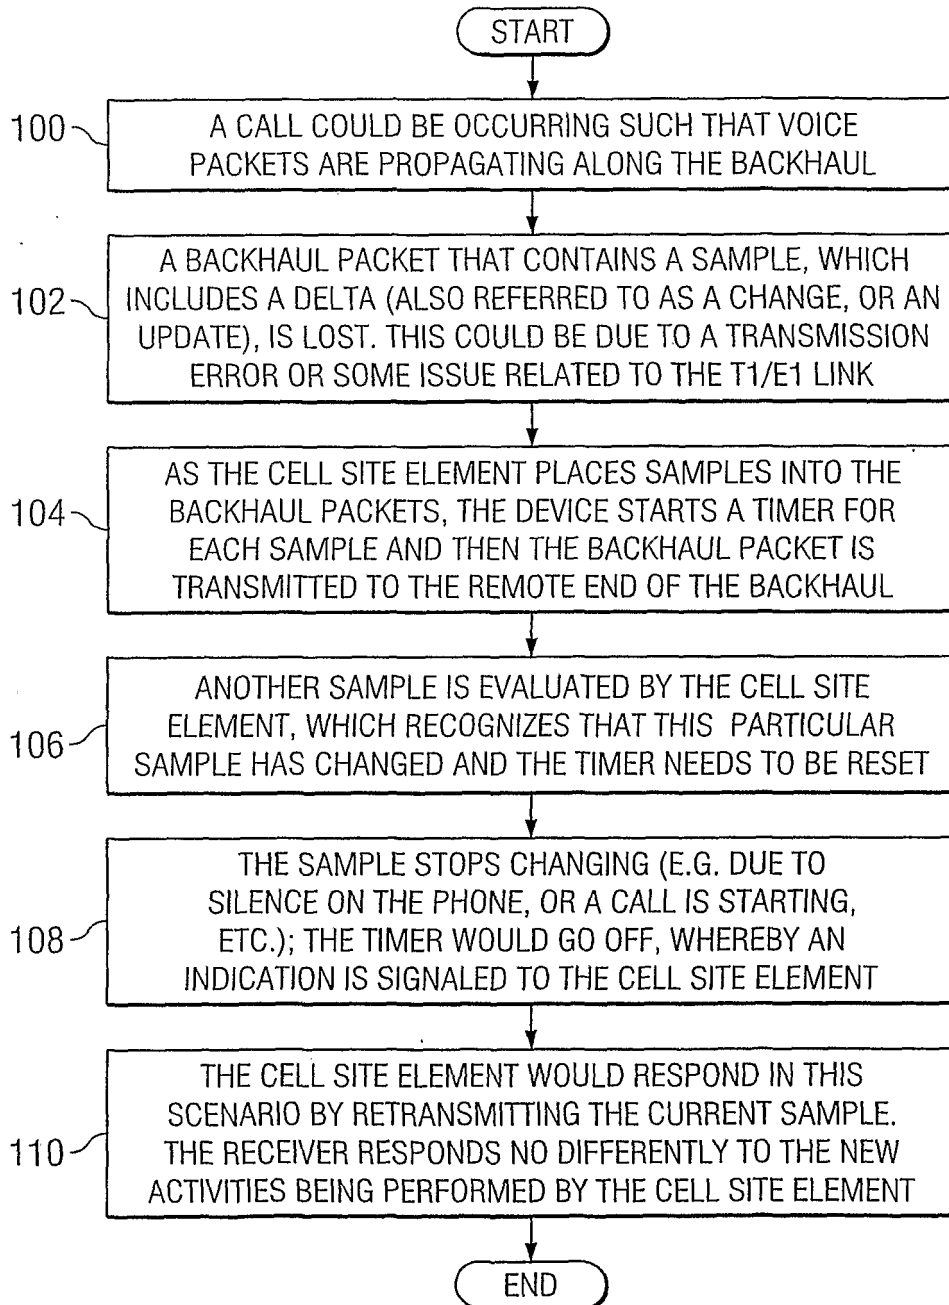 START
100
A CALL COULD BE OCCURRING SUCH THAT VOICE
PACKETS ARE PROPAGATING ALONG THE BACKHAUL
102
A BACKHAUL PACKET THAT CONTAINS A SAMPLE, WHICH
INCLUDES A DELTA (ALSO REFERRED TO AS A CHANGE, OR AN
UPDATE), IS LOST. THIS COULD BE DUE TO A TRANSMISSION
ERROR OR SOME ISSUE RELATED TO THE T1/E1 LINK
104
AS THE CELL SITE ELEMENT PLACES SAMPLES INTO THE
BACKHAUL PACKETS, THE DEVICE STARTS A TIMER FOR
EACH SAMPLE AND THEN THE BACKHAUL PACKET IS
TRANSMITTED TO THE REMOTE END OF THE BACKHAUL
106
ANOTHER SAMPLE IS EVALUATED BY THE CELL SITE
ELEMENT, WHICH RECOGNIZES THAT THIS PARTICULAR
SAMPLE HAS CHANGED AND THE TIMER NEEDS TO BE RESET
108
THE SAMPLE STOPS CHANGING (E.G. DUE TO
SILENCE ON THE PHONE, OR A CALL IS STARTING,
ETC.); THE TIMER WOULD GO OFF, WHEREBY AN
INDICATION IS SIGNALED TO THE CELL SITE ELEMENT
110
THE CELL SITE ELEMENT WOULD RESPOND IN THIS
SCENARIO BY RETRANSMITTING THE CURRENT SAMPLE.
THE RECEIVER RESPONDS NO DIFFERENTLY TO THE NEW
ACTIVITIES BEING PERFORMED BY THE CELL SITE ELEMENT
END